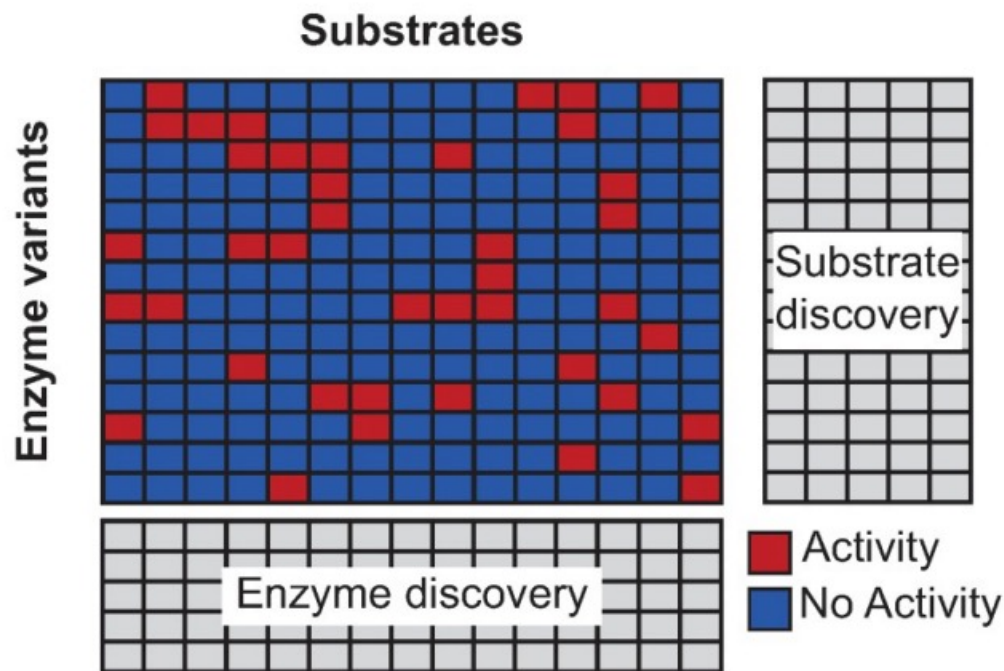 Substrates
Enzyme variants
Substrate
discovery
Enzyme discovery
Activity
No Activity